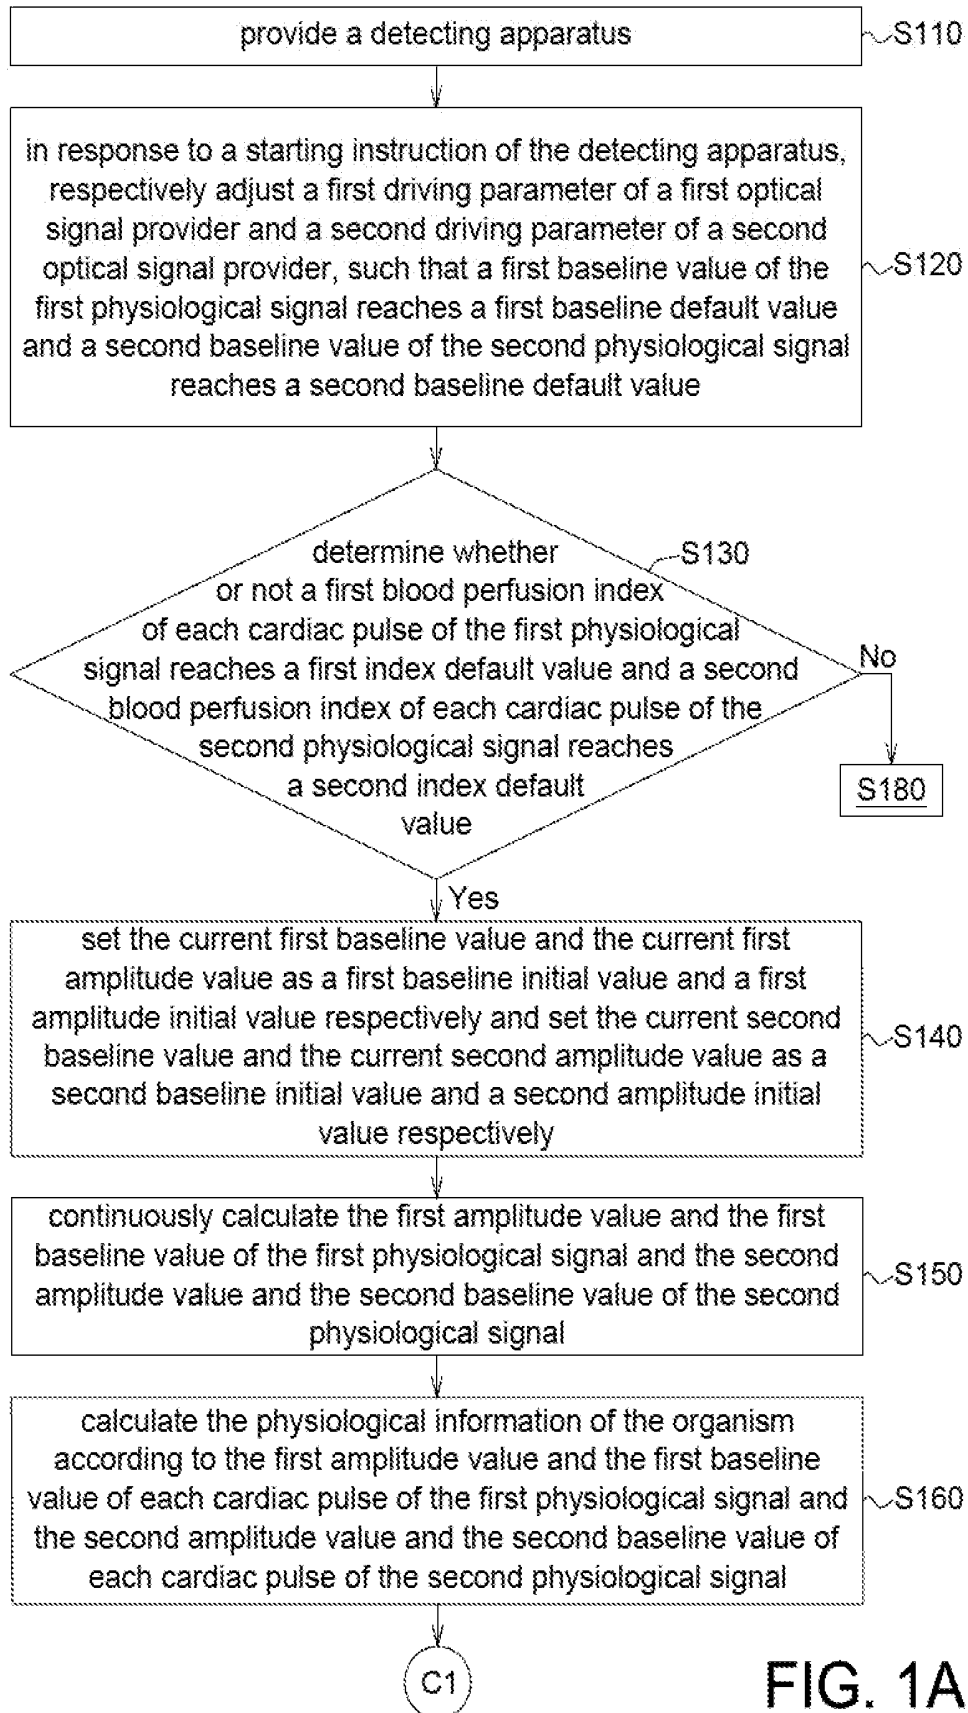 provide a detecting apparatus
S110
in response to a starting instruction of the detecting apparatus,
respectively adjust a first driving parameter of a first optical
signal provider and a second driving parameter of a second
optical signal provider, such that a first baseline value of the
first physiological signal reaches a first baseline default value
and a second baseline value of the second physiological signal
reaches a second baseline default value
S120
determine whether
or not a first blood perfusion index
of each cardiac pulse of the first physiological
signal reaches a first index default value and a second
blood perfusion index of each cardiac pulse of the
second physiological signal reaches
a second index default
value
S130
No
S180
Yes
set the current first baseline value and the current first
amplitude value as a first baseline initial value and a first
amplitude initial value respectively and set the current second
baseline value and the current second amplitude value as a
second baseline initial value and a second amplitude initial
value respectively
S140
continuously calculate the first amplitude value and the first
baseline value of the first physiological signal and the second
amplitude value and the second baseline value of the second
physiological signal
S150
calculate the physiological information of the organism
according to the first amplitude value and the first baseline
value of each cardiac pulse of the first physiological signal and
the second amplitude value and the second baseline value of
each cardiac pulse of the second physiological signal
S160
C1
FIG. 1A